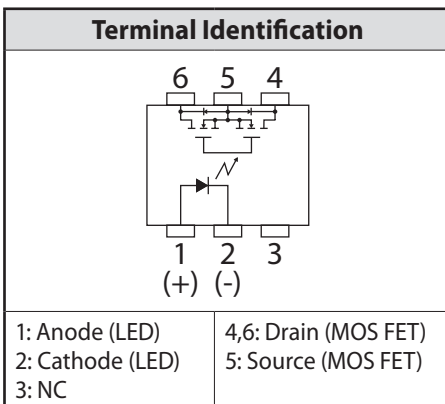 Terminal Identification
6 5 4
1 2 3
(+) (-)
1: Anode (LED)
2: Cathode (LED)
3: NC
4,6: Drain (MOS FET)
5: Source (MOS FET)